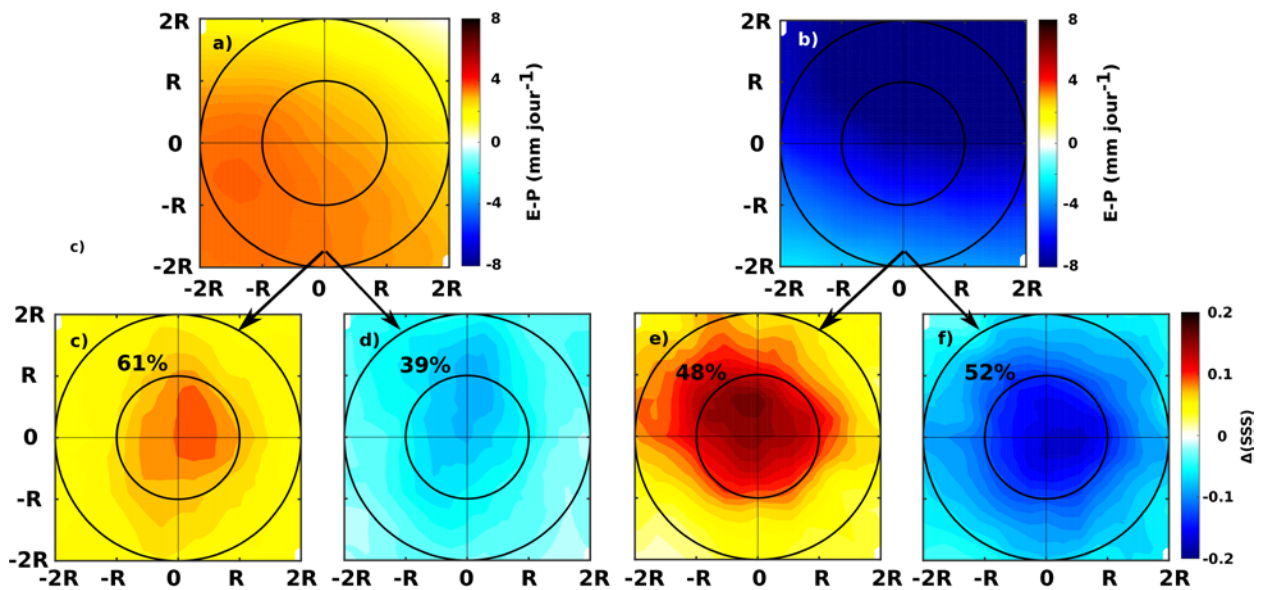 2R
R
0
-R
-2R
a)
-2R -R 0 R 2R
8
4
0
-4
-8
E-P (mm jour-1)
2R
R
0
-R
-2R
b)
-2R -R 0 R 2R
8
4
0
-4
-8
E-P (mm jour-1)
c)
2R
R
0
-R
-2R
c)
61%
-2R -R 0 R 2R
d)
39%
-2R -R 0 R 2R
2R
R
0
-R
-2R
e)
48%
-2R -R 0 R 2R
f)
52%
-2R -R 0 R 2R
0.2
0.1
0
-0.1
-0.2
Δ(SSS)